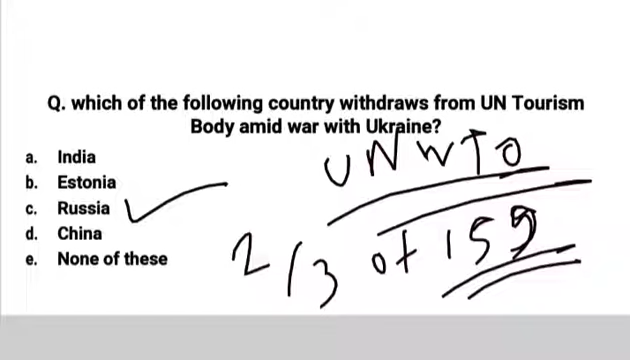 Q. which of the following country withdraws from UN Tourism
Body amid war with Ukraine?
UNWTO
a. India
b. Estonia
c. Russia
d. China
e. None of these
2/3 of 159